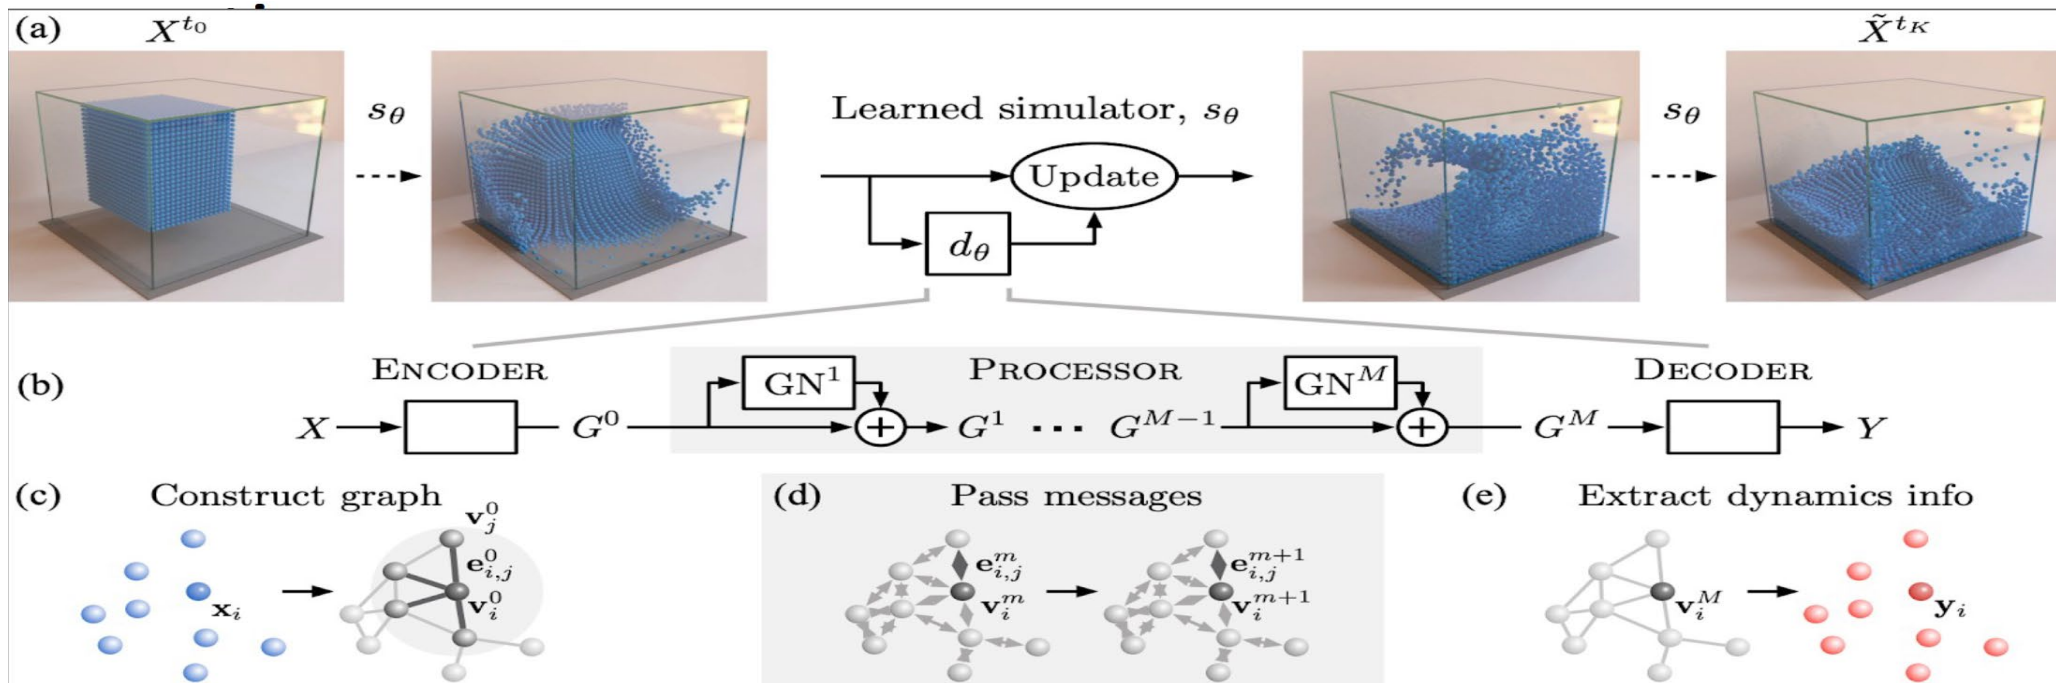 (a)
X^{t_0}
X̃^{t_K}
s_θ
Learned simulator, s_θ
s_θ
Update
d_θ
(b)
ENCODER
PROCESSOR
DECODER
GN^1
GN^M
X
G^0
+
G^1
···
G^{M−1}
+
G^M
Y
(c)
Construct graph
v_j^0
e_{i,j}^0
v_i^0
x_i
(d)
Pass messages
e_{i,j}^m
v_i^m
e_{i,j}^{m+1}
v_i^{m+1}
(e)
Extract dynamics info
v_i^M
y_i